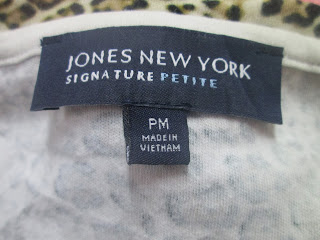 JONES NEW YORK
SIGNATURE PETITE
PM
MADE IN
VIETNAM